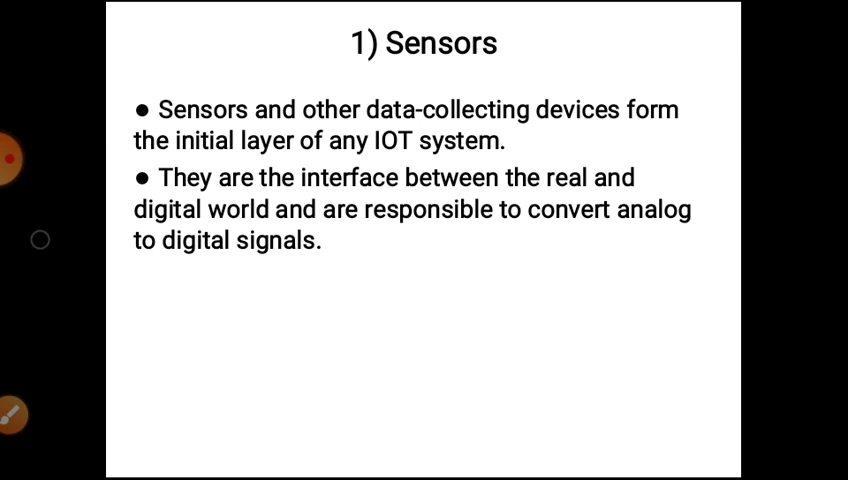 1) Sensors
● Sensors and other data-collecting devices form
the initial layer of any IOT system.
● They are the interface between the real and
digital world and are responsible to convert analog
to digital signals.